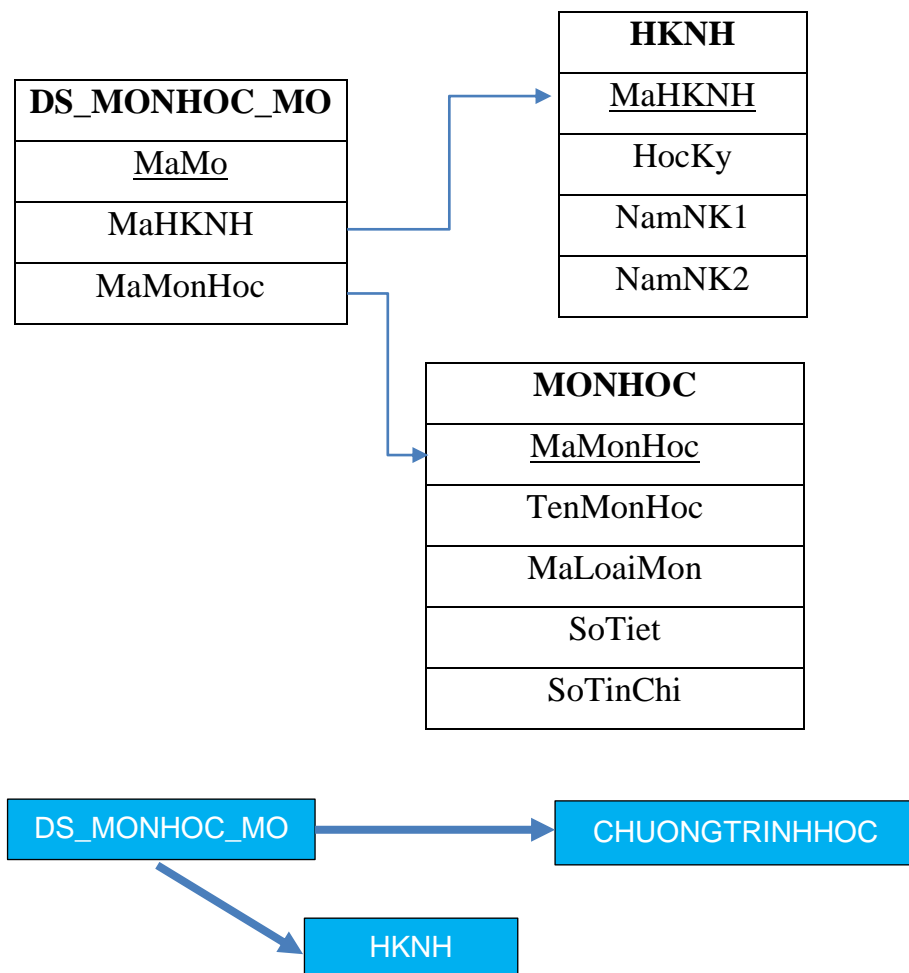 DS_MONHOC_MO
MaMo
MaHKNH
MaMonHoc
HKNH
MaHKNH
HocKy
NamNK1
NamNK2
MONHOC
MaMonHoc
TenMonHoc
MaLoaiMon
SoTiet
SoTinChi
DS_MONHOC_MO
CHUONGTRINHHOC
HKNH